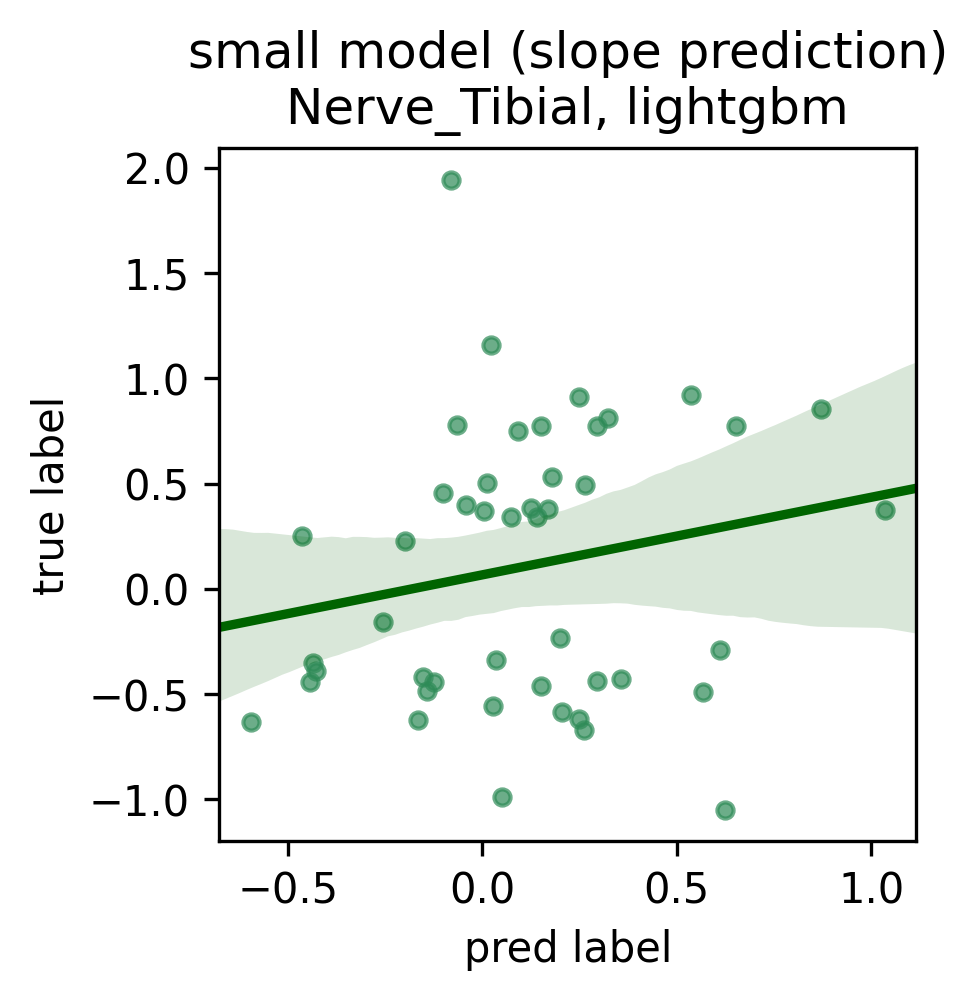 small model (slope prediction)
Nerve_Tibial, lightgbm
2.0
1.5
1.0
0.5
0.0
−0.5
−1.0
true label
−0.5 0.0 0.5 1.0
pred label